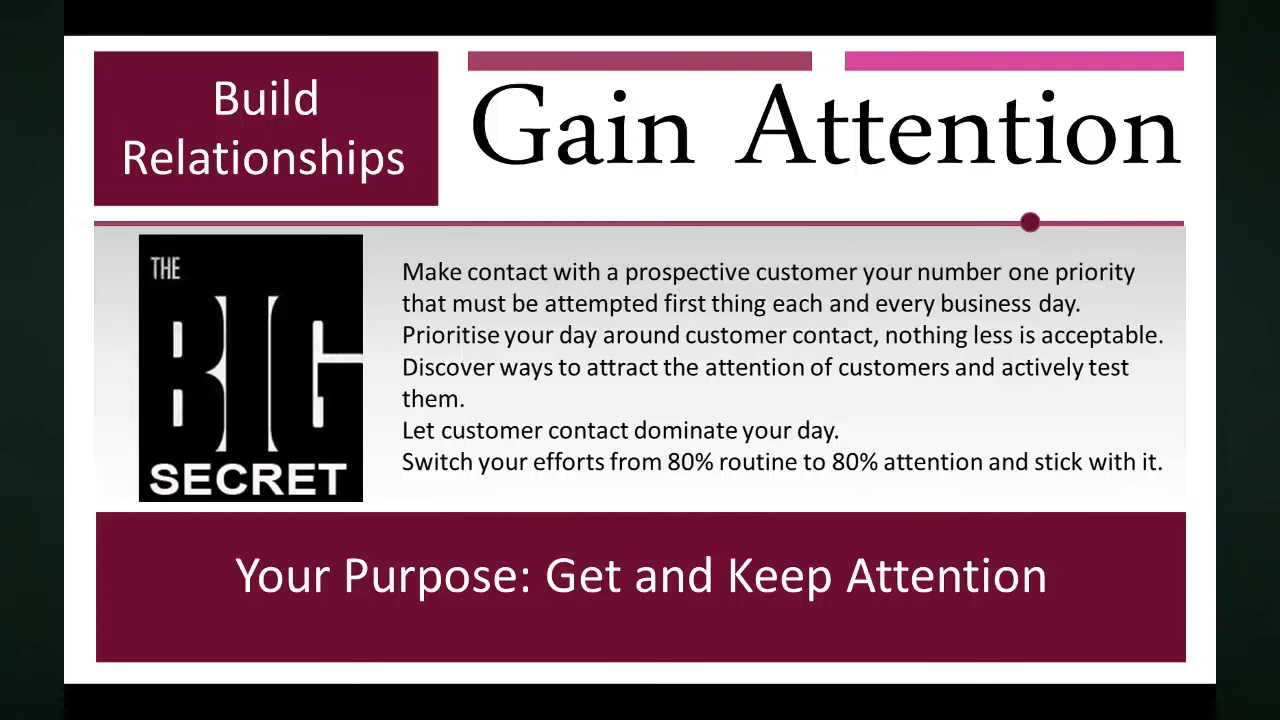 Build
Relationships
Gain Attention
THE
BIG
SECRET
Make contact with a prospective customer your number one priority
that must be attempted first thing each and every business day.
Prioritise your day around customer contact, nothing less is acceptable.
Discover ways to attract the attention of customers and actively test
them.
Let customer contact dominate your day.
Switch your efforts from 80% routine to 80% attention and stick with it.
Your Purpose: Get and Keep Attention